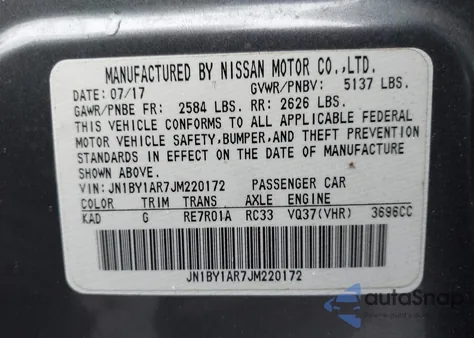 MANUFACTURED BY NISSAN MOTOR CO.,LTD.
DATE: 07/17 GVWR/PNBV: 5137 LBS.
GAWR/PNBE FR: 2584 LBS. RR: 2626 LBS.
THIS VEHICLE CONFORMS TO ALL APPLICABLE FEDERAL
MOTOR VEHICLE SAFETY,BUMPER,AND THEFT PREVENTION
STANDARDS IN EFFECT ON THE DATE OF MANUFACTURE
SHOWN ABOVE.
VIN: JN1BY1AR7JM220172 PASSENGER CAR
COLOR TRIM TRANS AXLE ENGINE
KAD G RE7R01A RC33 VQ37(VHR) 3696CC
JN1BY1AR7JM220172
autoSnap